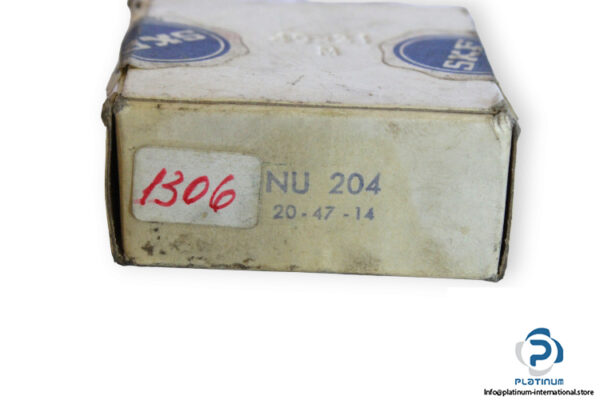 SKF
SKF
1306
NU 204
20-47-14
P
PLATINUM
Info@platinum-international.store